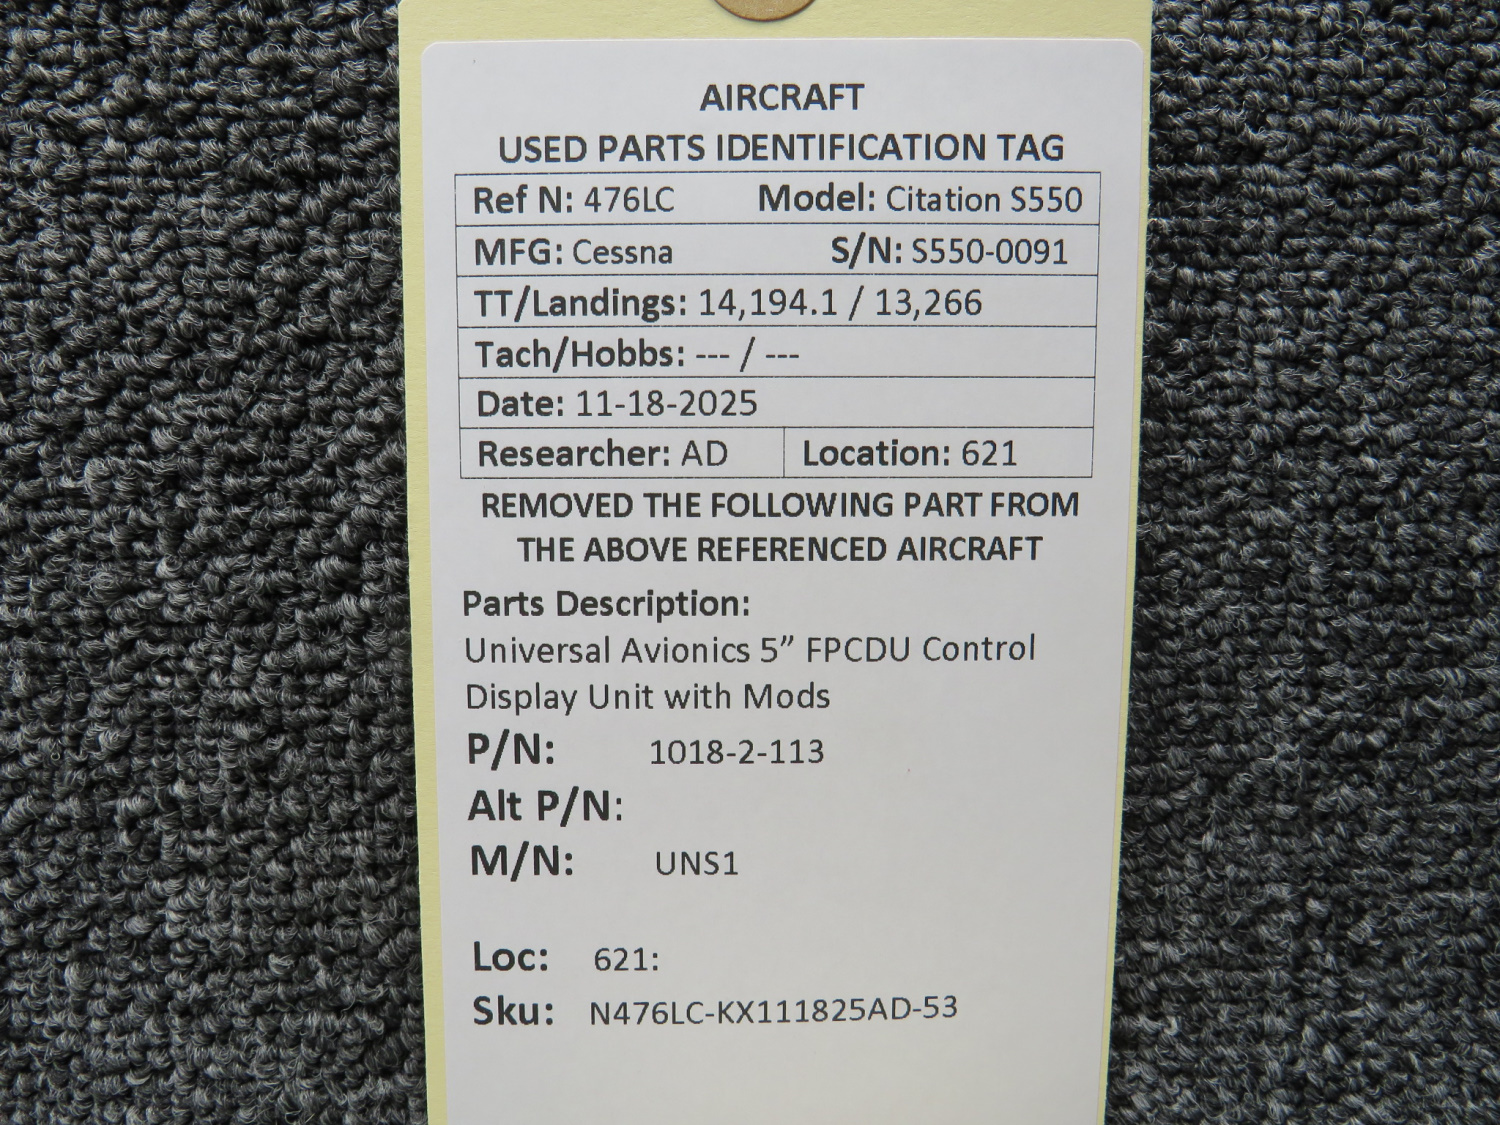 AIRCRAFT
USED PARTS IDENTIFICATION TAG
Ref N: 476LC Model: Citation S550
MFG: Cessna S/N: S550-0091
TT/Landings: 14,194.1 / 13,266
Tach/Hobbs: --- / ---
Date: 11-18-2025
Researcher: AD Location: 621
REMOVED THE FOLLOWING PART FROM
THE ABOVE REFERENCED AIRCRAFT
Parts Description:
Universal Avionics 5” FPCDU Control
Display Unit with Mods
P/N: 1018-2-113
Alt P/N:
M/N: UNS1
Loc: 621:
Sku: N476LC-KX111825AD-53